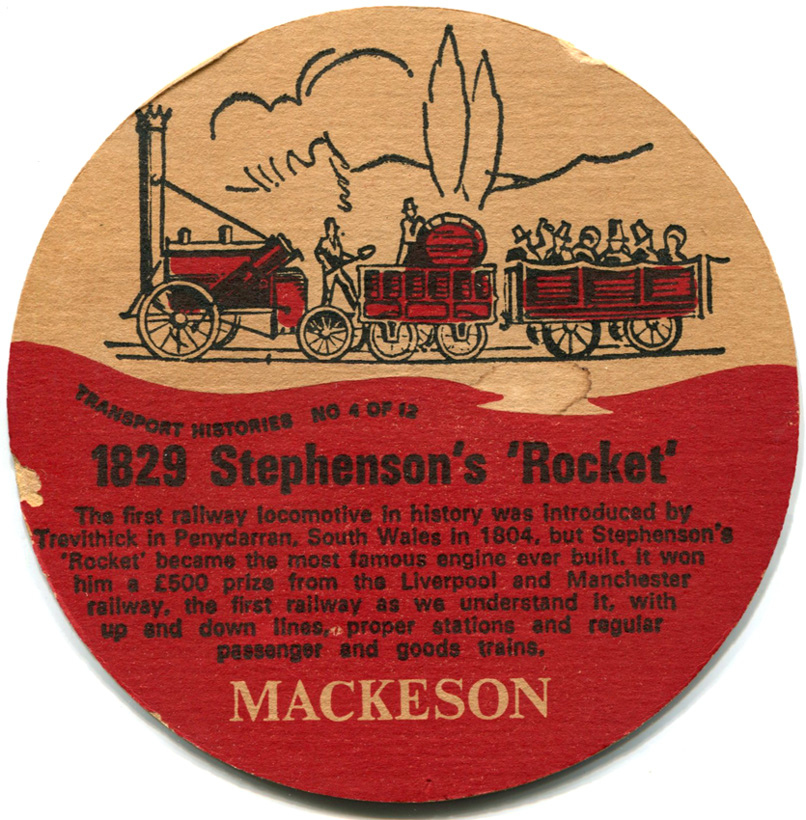 TRANSPORT HISTORIES NO 4 OF 12
1829 Stephenson's 'Rocket'
The first railway locomotive in history was introduced by
Trevithick in Penydarran, South Wales in 1804, but Stephenson's
'Rocket' became the most famous engine ever built. It won
him a £500 prize from the Liverpool and Manchester
railway, the first railway as we understand it, with
up and down lines, proper stations and regular
passenger and goods trains.
MACKESON